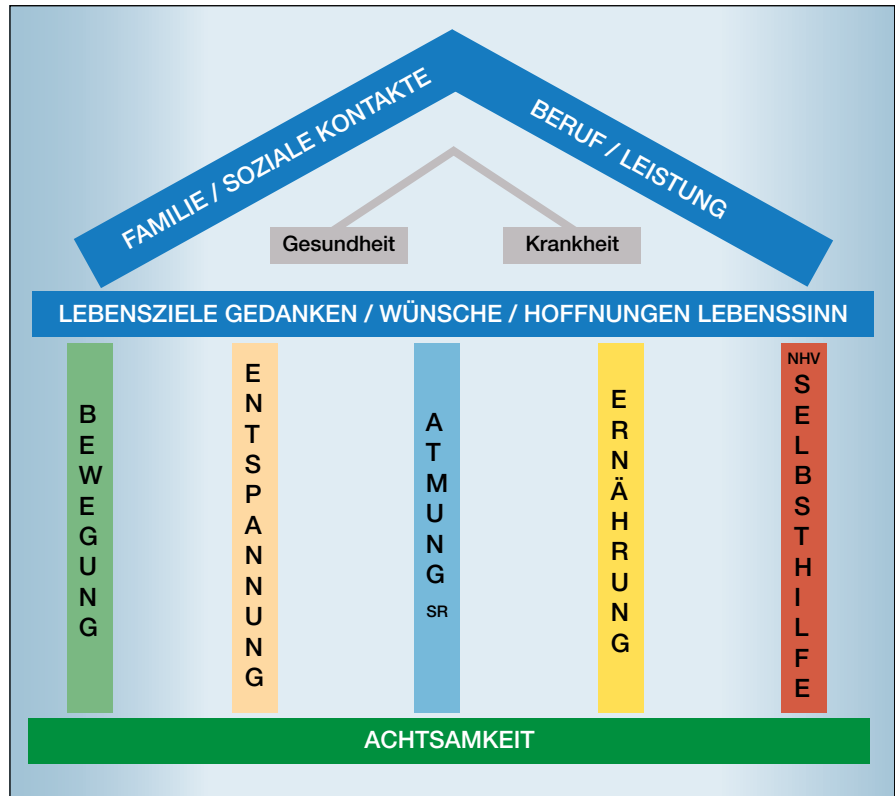 FAMILIE / SOZIALE KONTAKTE
BERUF / LEISTUNG
Gesundheit
Krankheit
LEBENSZIELE GEDANKEN / WÜNSCHE / HOFFNUNGEN LEBENSSINN
BEWEGUNG
ENTSPANNUNG
ATMUNG
SR
ERNÄHRUNG
NHV
SELBSTHILFE
ACHTSAMKEIT